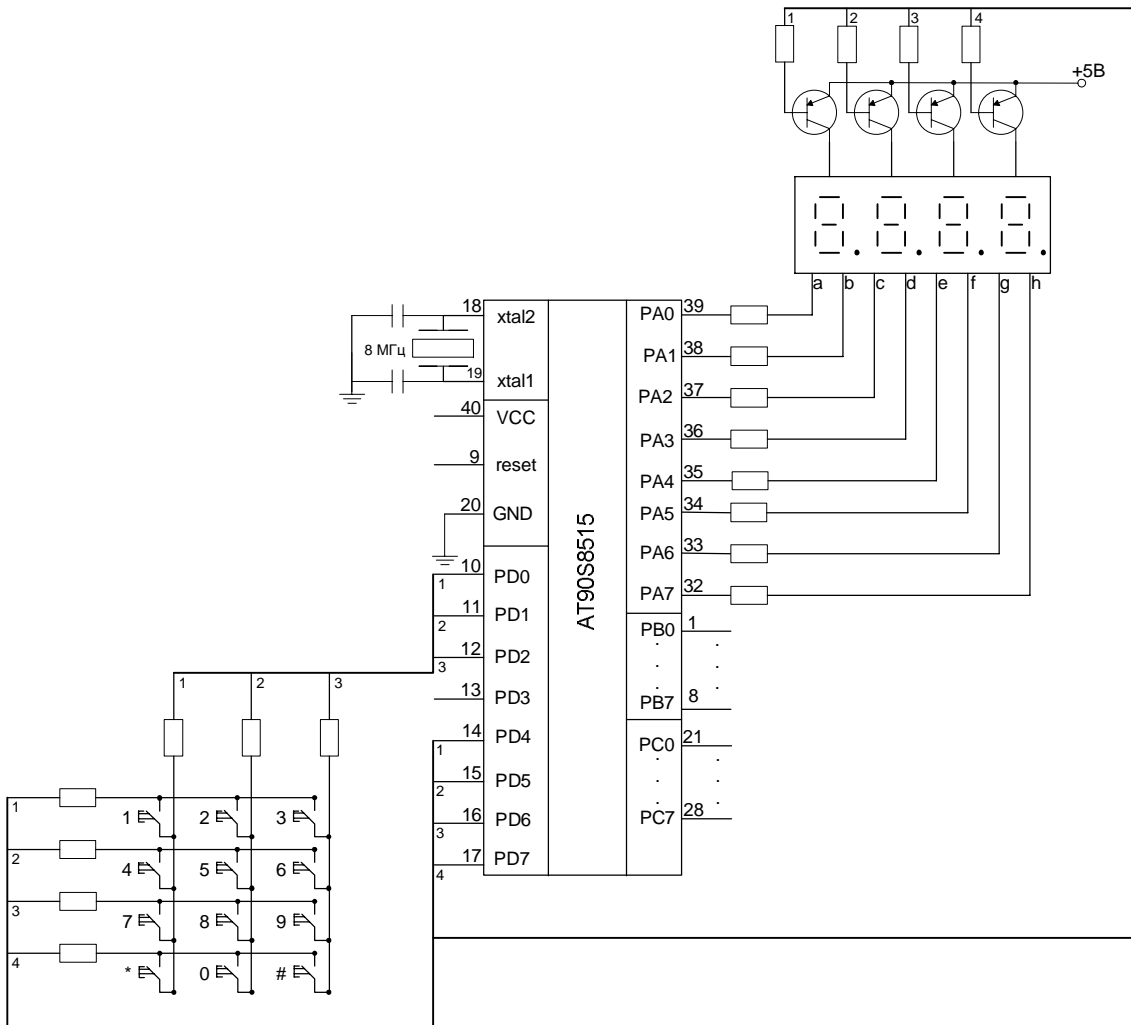 1 2 3 4
+5В
a b c d e f g h
18 xtal2
8 МГц
19 xtal1
40 VCC
9 reset
20 GND
10 PD0
1
11 PD1
2
12 PD2
3
13 PD3
14 PD4
1
15 PD5
2
16 PD6
3
17 PD7
4
AT90S8515
PA0 39
PA1 38
PA2 37
PA3 36
PA4 35
PA5 34
PA6 33
PA7 32
PB0 1
PB7 8
PC0 21
PC7 28
1 2 3
1
1 2 3
2
4 5 6
3
7 8 9
4
* 0 #